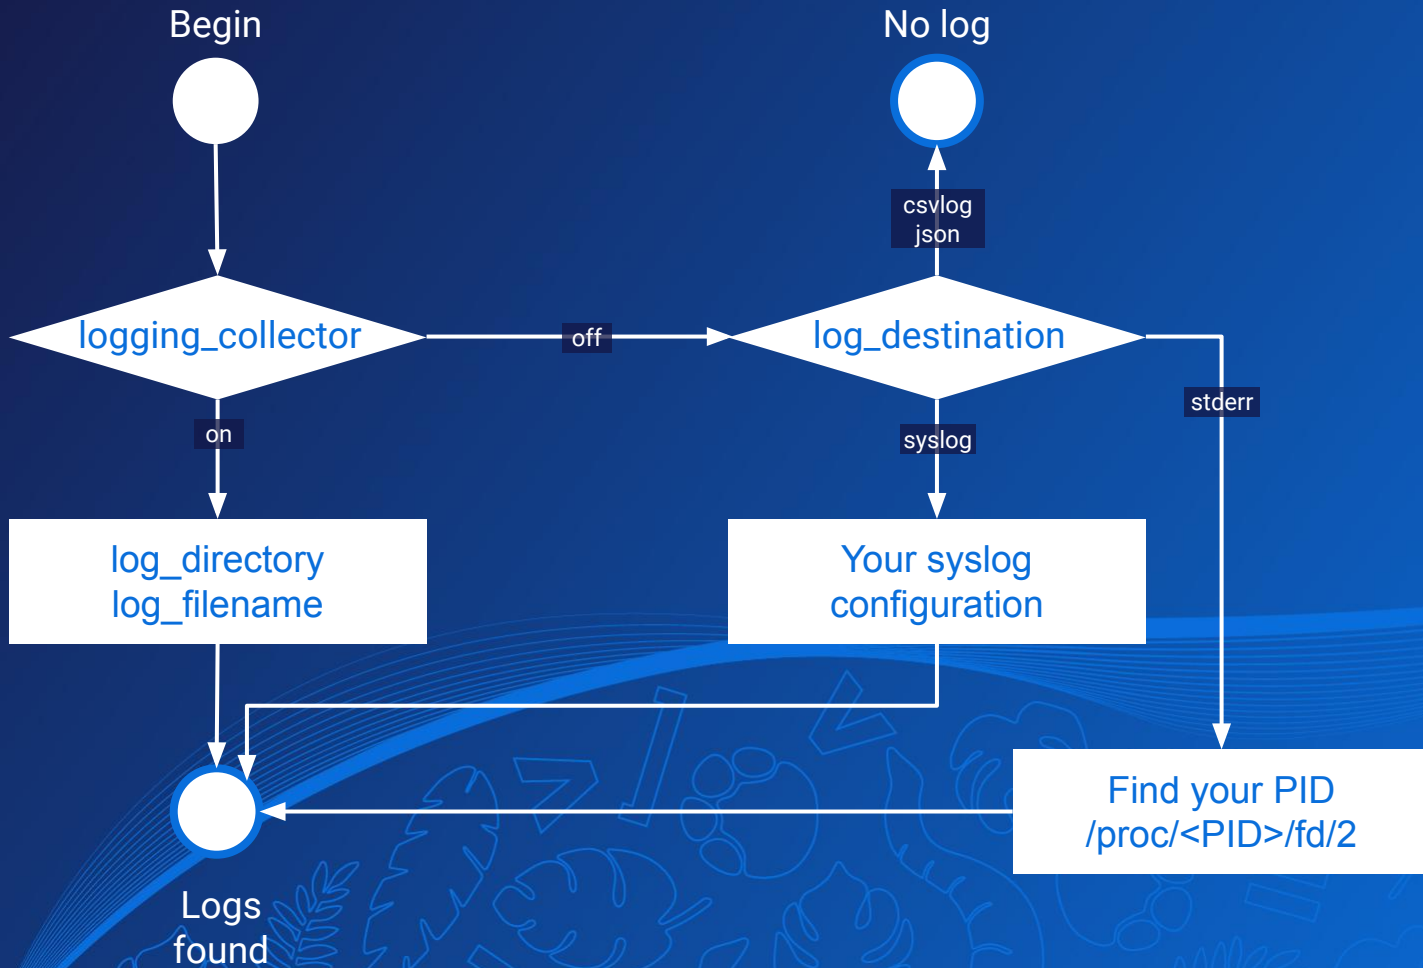 Begin
No log
csvlog
json
logging_collector
off
log_destination
stderr
on
syslog
log_directory
log_filename
Your syslog
configuration
Find your PID
/proc/<PID>/fd/2
Logs
found